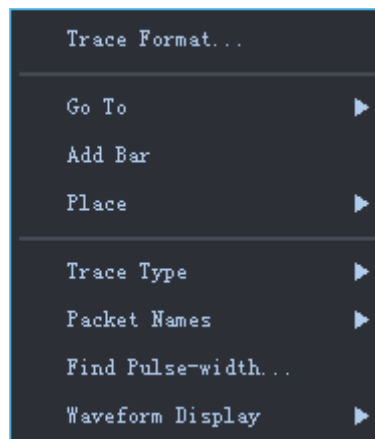 Trace Format...
Go To
Add Bar
Place
Trace Type
Packet Names
Find Pulse-width...
Waveform Display